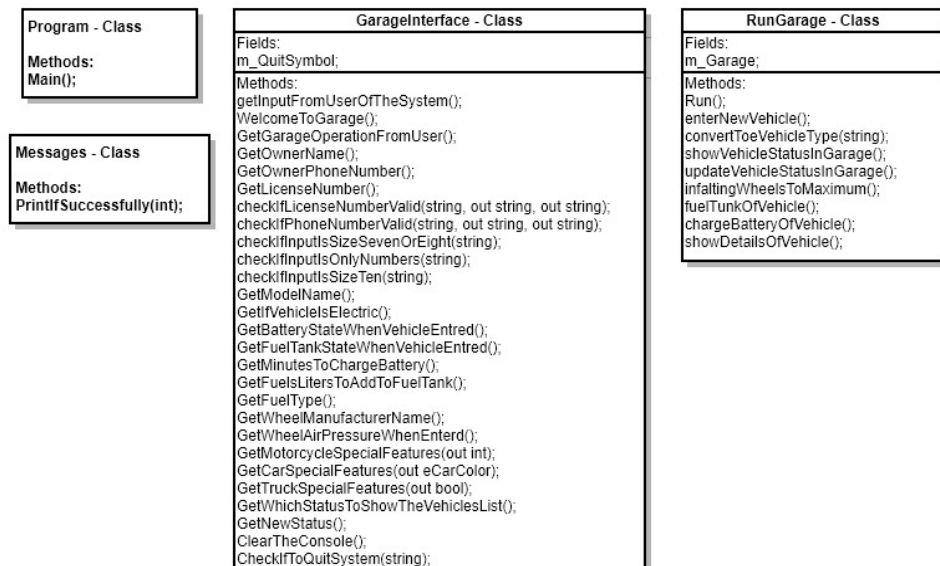 Program - Class
Methods:
Main();
Messages - Class
Methods:
PrintIfSuccessfully(int);
GarageInterface - Class
Fields:
m_QuitSymbol;
Methods:
getInputFromUserOfTheSystem();
WelcomeToGarage();
GetGarageOperationFromUser();
GetOwnerName();
GetOwnerPhoneNumber();
GetLicenseNumber();
checkIfLicenseNumberValid(string, out string, out string);
checkIfPhoneNumberValid(string, out string, out string);
checkIfInputIsSizeSevenOrEight(string);
checkIfInputIsOnlyNumbers(string);
checkIfInputIsSizeTen(string);
GetModelName();
GetIfVehicleIsElectric();
GetBatteryStateWhenVehicleEntred();
GetFuelTankStateWhenVehicleEntred();
GetMinutesToChargeBattery();
GetFuelsLitersToAddToFuelTank();
GetFuelType();
GetWheelManufacturerName();
GetWheelAirPressureWhenEnterd();
GetMotorcycleSpecialFeatures(out int);
GetCarSpecialFeatures(out eCarColor);
GetTruckSpecialFeatures(out bool);
GetWhichStatusToShowTheVehiclesList();
GetNewStatus();
ClearTheConsole();
CheckIfToQuitSystem(string);
RunGarage - Class
Fields:
m_Garage;
Methods:
Run();
enterNewVehicle();
convertToeVehicleType(string);
showVehicleStatusInGarage();
updateVehicleStatusInGarage();
infaltingWheelsToMaximum();
fuelTunkOfVehicle();
chargeBatteryOfVehicle();
showDetailsOfVehicle();